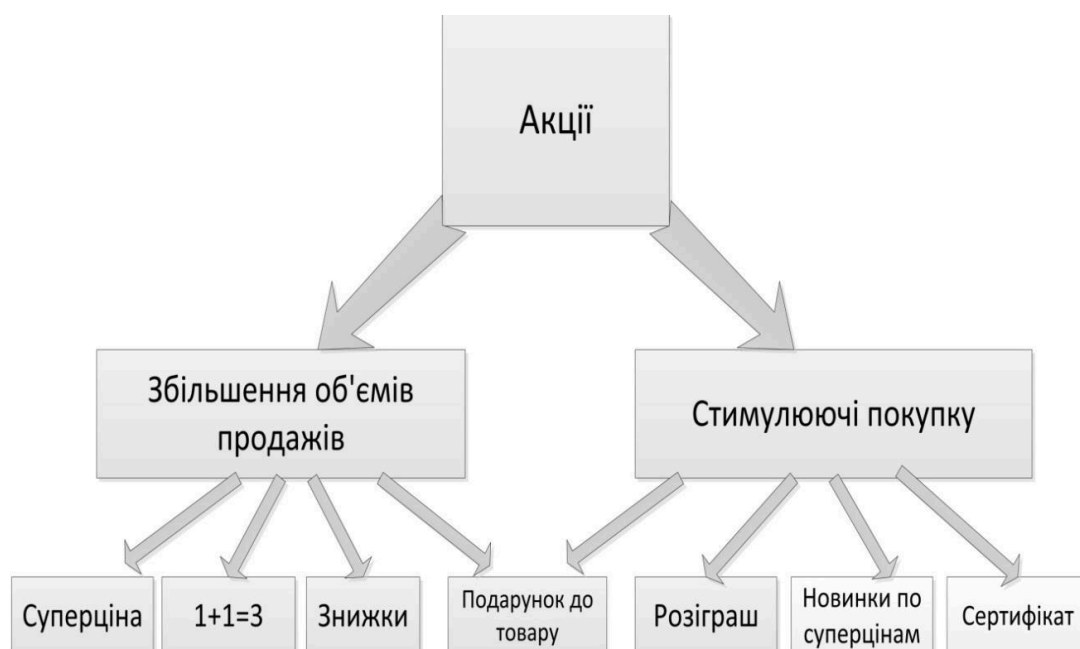 Акції
Збільшення об'ємів
продажів
Стимулюючі покупку
Суперціна
1+1=3
Знижки
Подарунок до
товару
Розіграш
Новинки по
суперцінам
Сертифікат